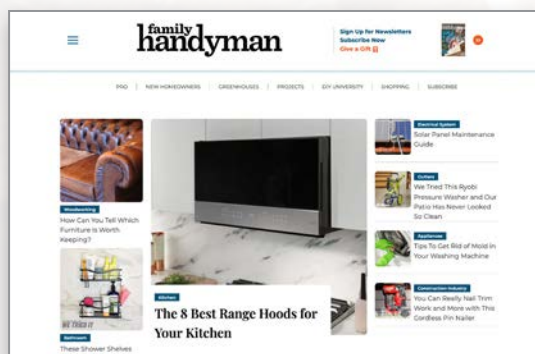 family
handyman
Sign Up for Newsletters
Subscribe Now
Give a Gift
PRO
NEW HOMEOWNERS
GREENHOUSES
PROJECTS
DIY UNIVERSITY
SHOPPING
SUBSCRIBE
Woodworking
How Can You Tell Which
Furniture is Worth
Keeping?
WE TRIED IT
Bathroom
These Shower Shelves
Kitchen
The 8 Best Range Hoods for
Your Kitchen
Electrical System
Solar Panel Maintenance
Guide
Gutters
We Tried This Ryobi
Pressure Washer and Our
Patio Has Never Looked
So Clean
Appliances
Tips To Get Rid of Mold in
Your Washing Machine
Construction Industry
You Can Really Nail Trim
Work and More with This
Cordless Pin Nailer